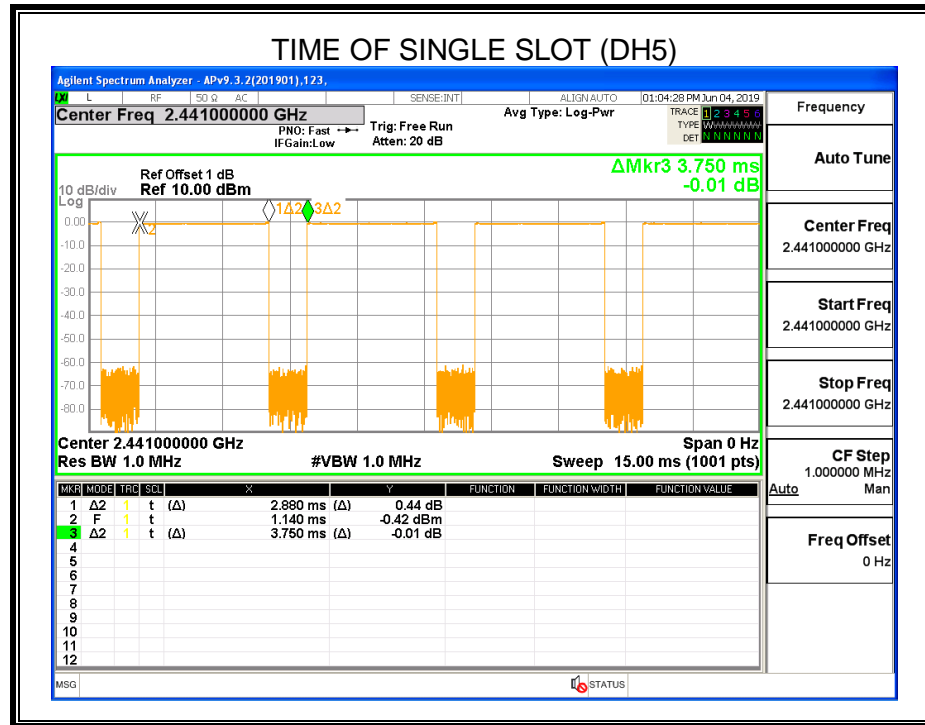 TIME OF SINGLE SLOT (DH5)
Agilent Spectrum Analyzer - APv9.3.2(201901),123,
LXI L RF 50 Ω AC SENSE:INT ALIGN AUTO 01:04:28 PM Jun 04, 2019
Center Freq 2.441000000 GHz
PNO: Fast
IFGain:Low
Trig: Free Run
Atten: 20 dB
Avg Type: Log-Pwr
TRACE 1 2 3 4 5 6
TYPE WWWWWW
DET N N N N N N
Frequency
Auto Tune
Center Freq
2.441000000 GHz
Start Freq
2.441000000 GHz
Stop Freq
2.441000000 GHz
CF Step
1.000000 MHz
Auto Man
Freq Offset
0 Hz
ΔMkr3 3.750 ms
-0.01 dB
Ref Offset 1 dB
10 dB/div Ref 10.00 dBm
Log
0.00
-10.0
-20.0
-30.0
-40.0
-50.0
-60.0
-70.0
-80.0
2
1Δ2
3Δ2
Center 2.441000000 GHz Span 0 Hz
Res BW 1.0 MHz #VBW 1.0 MHz Sweep 15.00 ms (1001 pts)
MKR MODE TRC SCL X Y FUNCTION FUNCTION WIDTH FUNCTION VALUE
1 Δ2 1 t (Δ) 2.880 ms (Δ) 0.44 dB
2 F 1 t 1.140 ms -0.42 dBm
3 Δ2 1 t (Δ) 3.750 ms (Δ) -0.01 dB
4
5
6
7
8
9
10
11
12
MSG STATUS